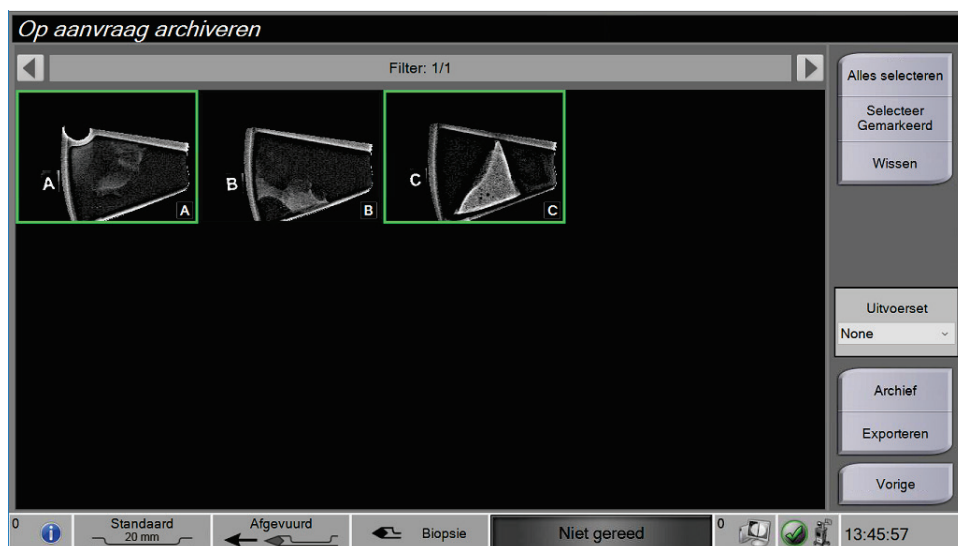 Op aanvraag archiveren
Filter: 1/1
Alles selecteren
Selecteer
Gemarkeerd
Wissen
A
A
B
B
C
C
Uitvoerset
None
Archief
Exporteren
Vorige
0
Standaard
20 mm
Afgevuurd
Biopsie
Niet gereed
0
13:45:57